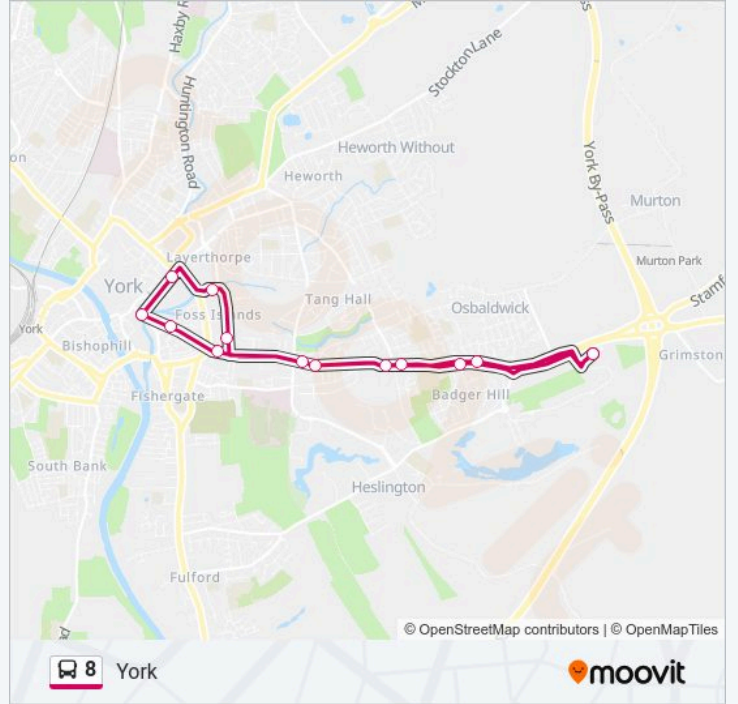 Haxby R
Huntington Road
Stockton Lane
Heworth Without
on
Heworth
York By-Pass
Murton
Murton Park
Layerthorpe
York
Tang Hall
Osbaldwick
Stamf
Foss Islands
York
Bishophill
Grimston
Fishergate
Badger Hill
South Bank
Heslington
Fulford
© OpenStreetMap contributors | © OpenMapTiles
8 York
moovit